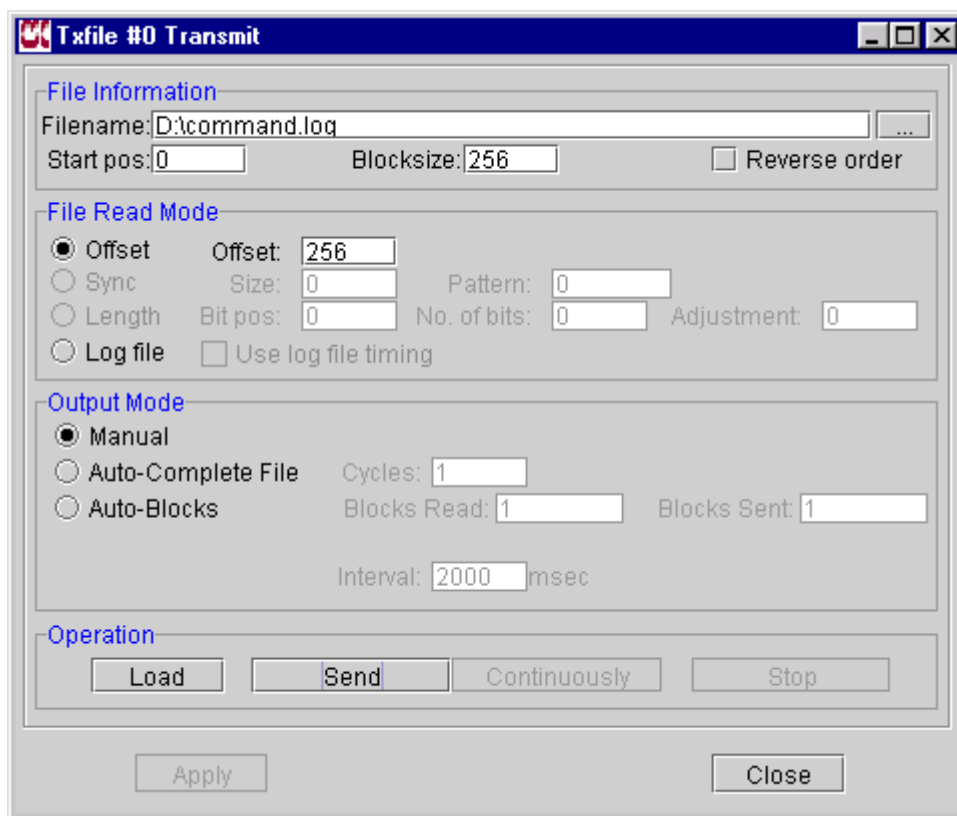 Txfile #0 Transmit
File Information
Filename: D:\command.log ...
Start pos: 0 Blocksize: 256 Reverse order
File Read Mode
Offset Offset: 256
Sync Size: 0 Pattern: 0
Length Bit pos: 0 No. of bits: 0 Adjustment: 0
Log file Use log file timing
Output Mode
Manual
Auto-Complete File Cycles: 1
Auto-Blocks Blocks Read: 1 Blocks Sent: 1
Interval: 2000 msec
Operation
Load Send Continuously Stop
Apply Close